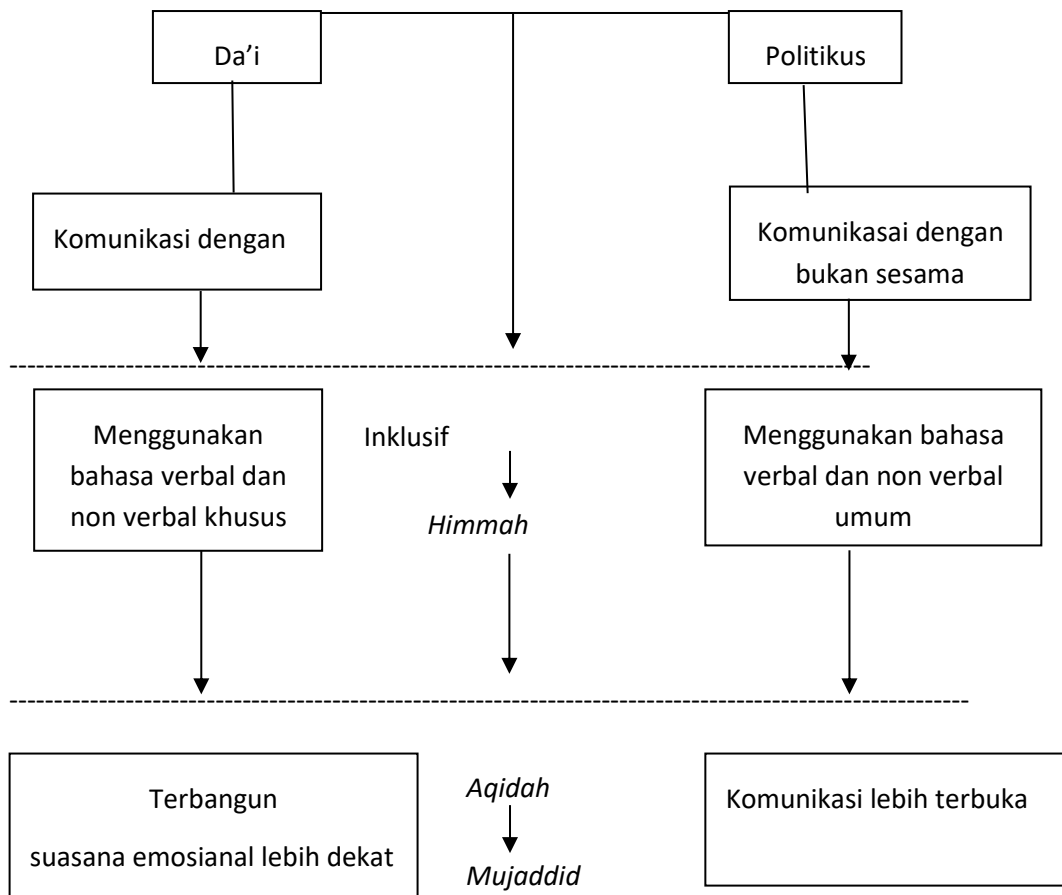 Da’i
Politikus
Komunikasi dengan
Komunikasai dengan
bukan sesama
Menggunakan
bahasa verbal dan
non verbal khusus
Inklusif
Himmah
Menggunakan bahasa
verbal dan non verbal
umum
Terbangun
suasana emosianal lebih dekat
Aqidah
Mujaddid
Komunikasi lebih terbuka